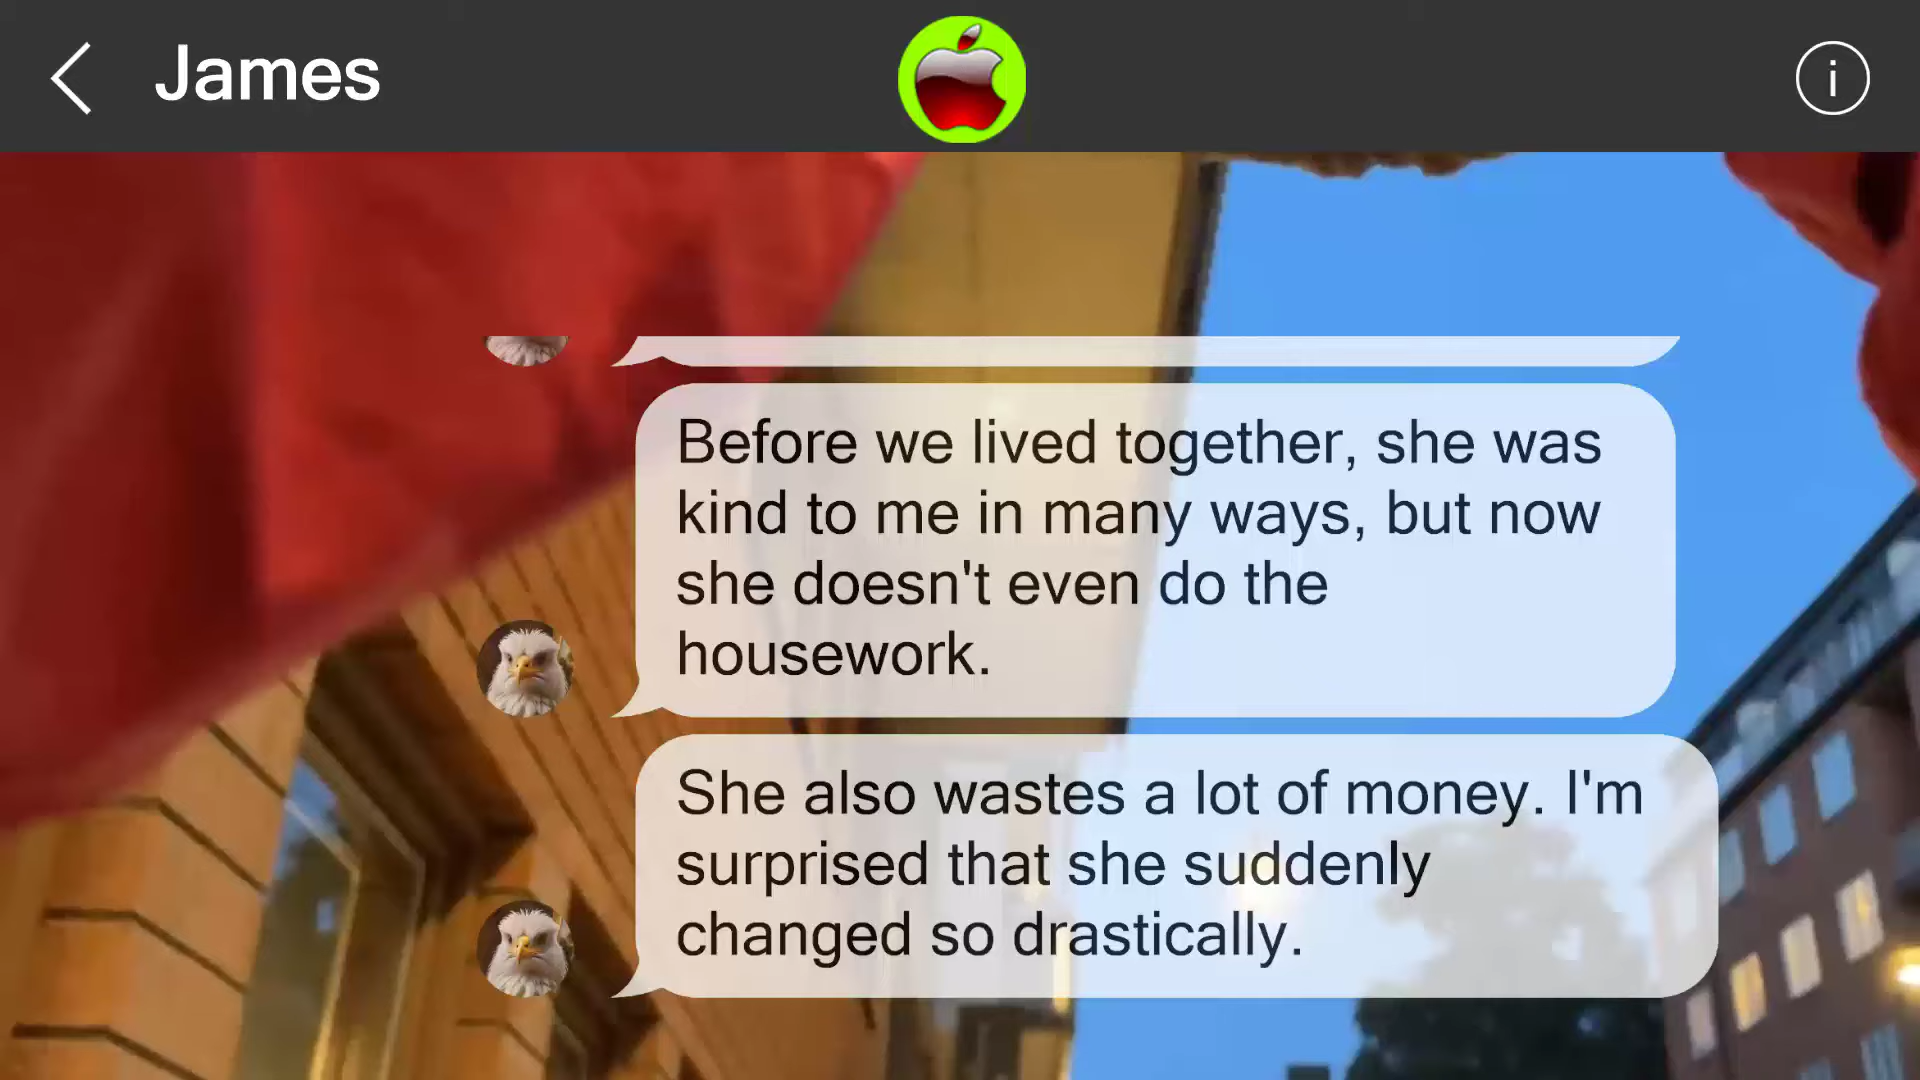 James
i
Before we lived together, she was
kind to me in many ways, but now
she doesn't even do the
housework.
She also wastes a lot of money. I'm
surprised that she suddenly
changed so drastically.